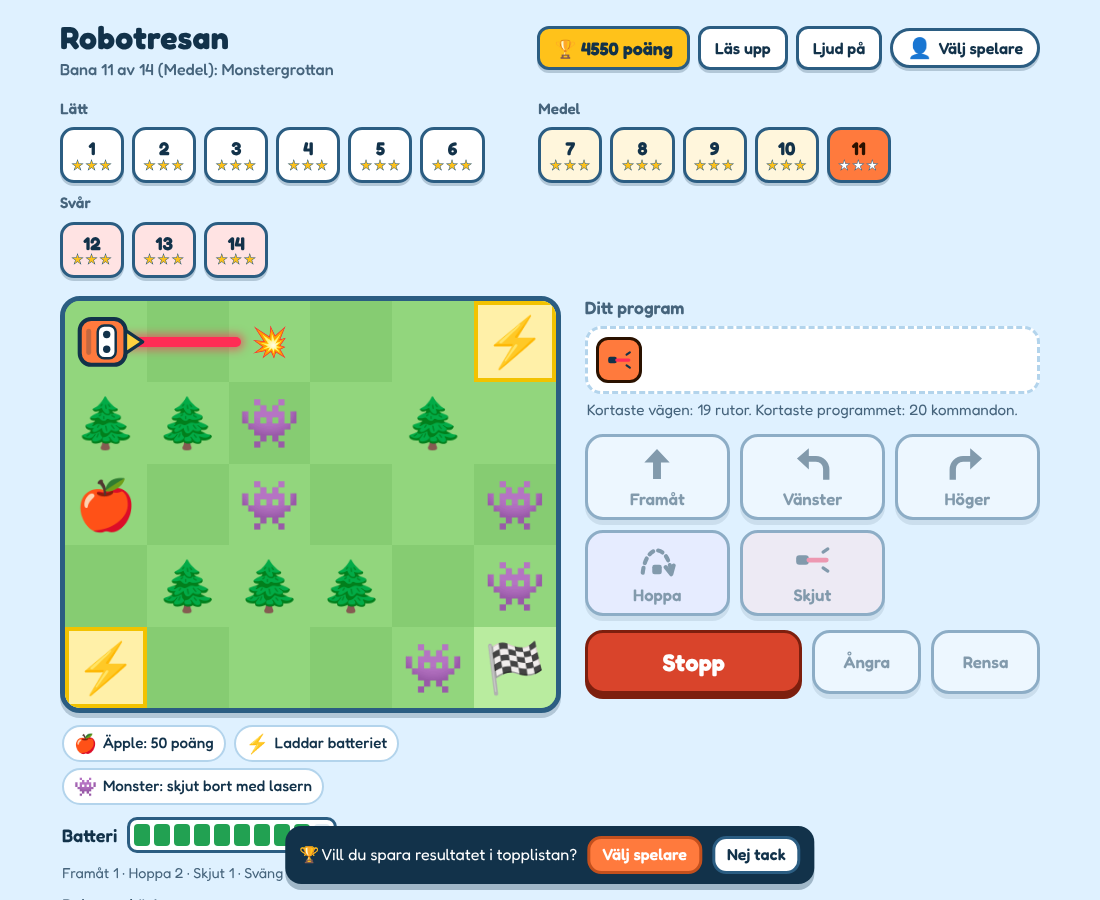 Robotresan
Bana 11 av 14 (Medel): Monstergrottan
4550 poäng
Läs upp
Ljud på
Välj spelare
Lätt
1
2
3
4
5
6
Medel
7
8
9
10
11
Svår
12
13
14
Ditt program
Kortaste vägen: 19 rutor. Kortaste programmet: 20 kommandon.
Framåt
Vänster
Höger
Hoppa
Skjut
Stopp
Ångra
Rensa
Äpple: 50 poäng
Laddar batteriet
Monster: skjut bort med lasern
Batteri
Framåt 1 · Hoppa 2 · Skjut 1 · Sväng
Vill du spara resultatet i topplistan?
Välj spelare
Nej tack